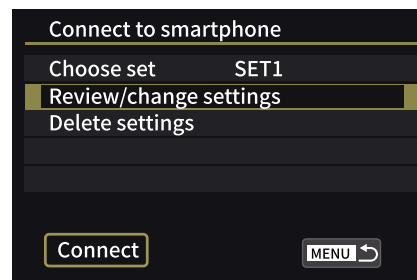 Connect to smartphone
Choose set SET1
Review/change settings
Delete settings
Connect MENU